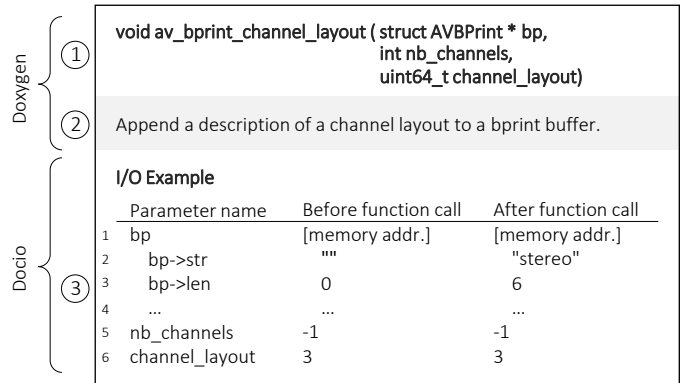 Doxygen
①
void av_bprint_channel_layout ( struct AVBPrint * bp,
int nb_channels,
uint64_t channel_layout)
②
Append a description of a channel layout to a bprint buffer.
Docio
③
I/O Example
Parameter name Before function call After function call
1 bp [memory addr.] [memory addr.]
2 bp->str "" "stereo"
3 bp->len 0 6
4 ... ... ...
5 nb_channels -1 -1
6 channel_layout 3 3